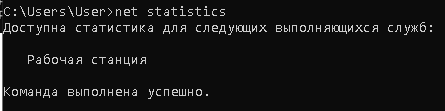 C:\Users\User>net statistics
Доступна статистика для следующих выполняющихся служб:
Рабочая станция
Команда выполнена успешно.